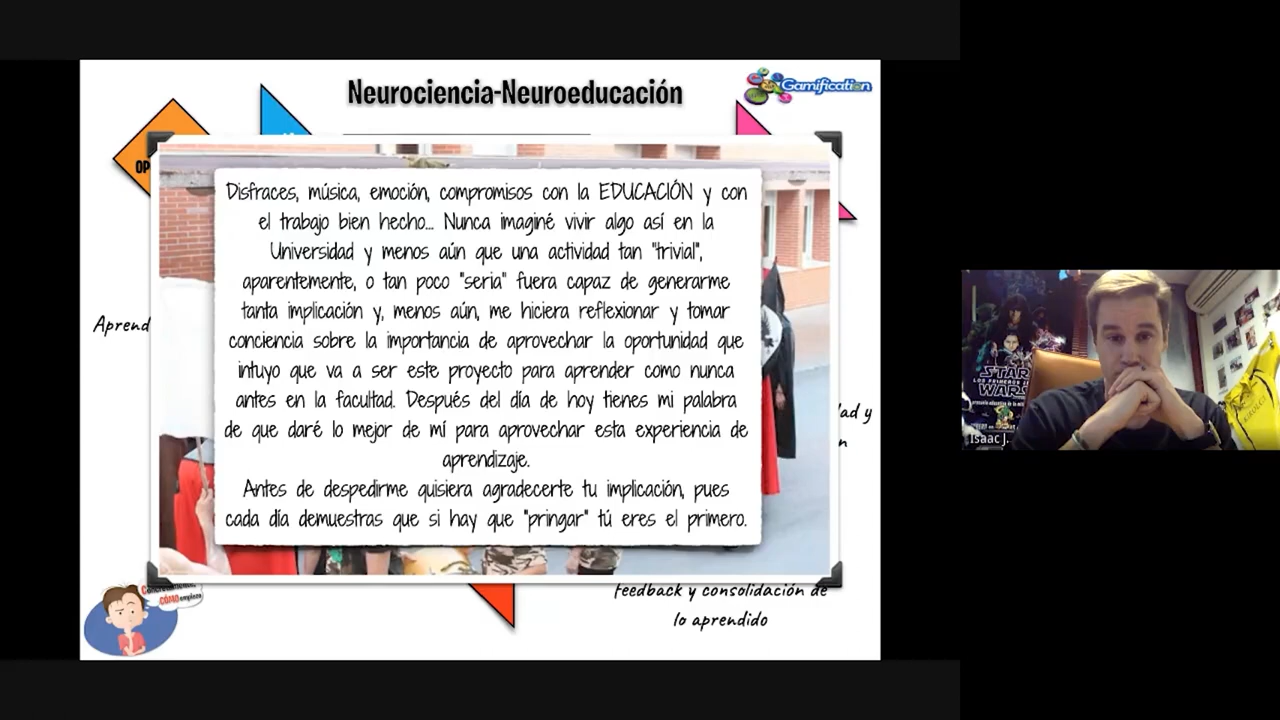 Neurociencia-Neuroeducación
Gamification
OP
Disfraces, música, emoción, compromisos con la EDUCACIÓN y con
el trabajo bien hecho... Nunca imaginé vivir algo así en la
Universidad y menos aún que una actividad tan "trivial",
aparentemente, o tan poco "seria" fuera capaz de generarme
tanta implicación y, menos aún, me hiciera reflexionar y tomar
conciencia sobre la importancia de aprovechar la oportunidad que
intuyo que va a ser este proyecto para aprender como nunca
antes en la facultad. Después del día de hoy tienes mi palabra
de que daré lo mejor de mí para aprovechar esta experiencia de
aprendizaje.
Antes de despedirme quisiera agradecerte tu implicación, pues
cada día demuestras que si hay que "pringar" tú eres el primero.
Aprend
dad y
n
feedback y consolidación de
lo aprendido
CÓMO empieza
STAR
WARS
Isaac J.